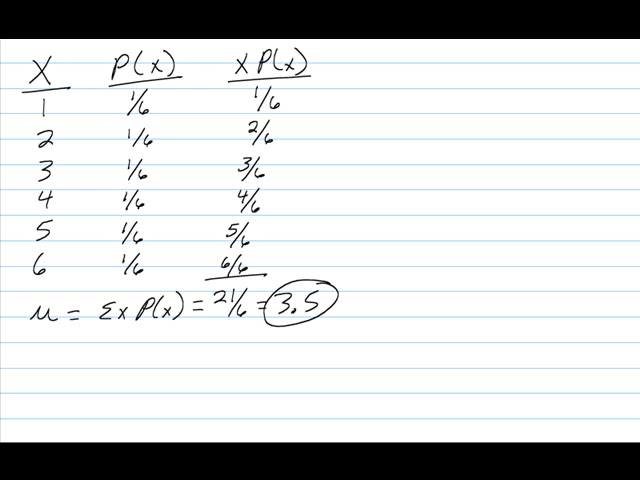 X P(x) x P(x)
1 1/6 1/6
2 1/6 2/6
3 1/6 3/6
4 1/6 4/6
5 1/6 5/6
6 1/6 6/6
μ = Σx P(x) = 21/6 = 3.5